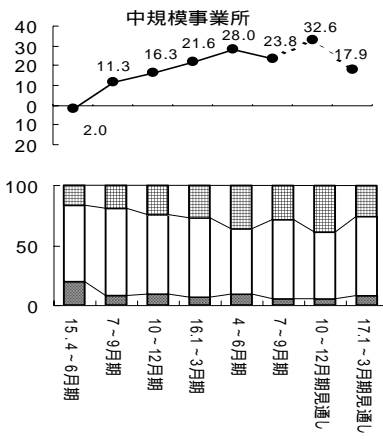 中規模事業所
40
30
20
10
0
10
20
2.0
11.3
16.3
21.6
28.0
23.8
32.6
17.9
100
50
0
15.4~6月期
7~9月期
10~12月期
16.1~3月期
4~6月期
7~9月期
10~12月期見通し
17.1~3月期見通し